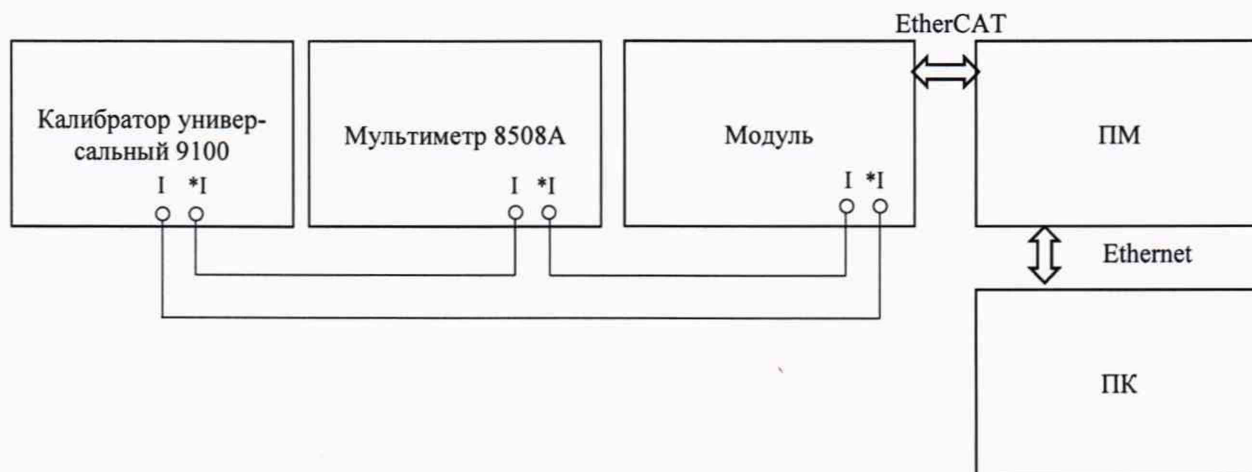 EtherCAT
Калибратор универ-
сальный 9100
I *I
Мультиметр 8508А
I *I
Модуль
I *I
ПМ
Ethernet
ПК